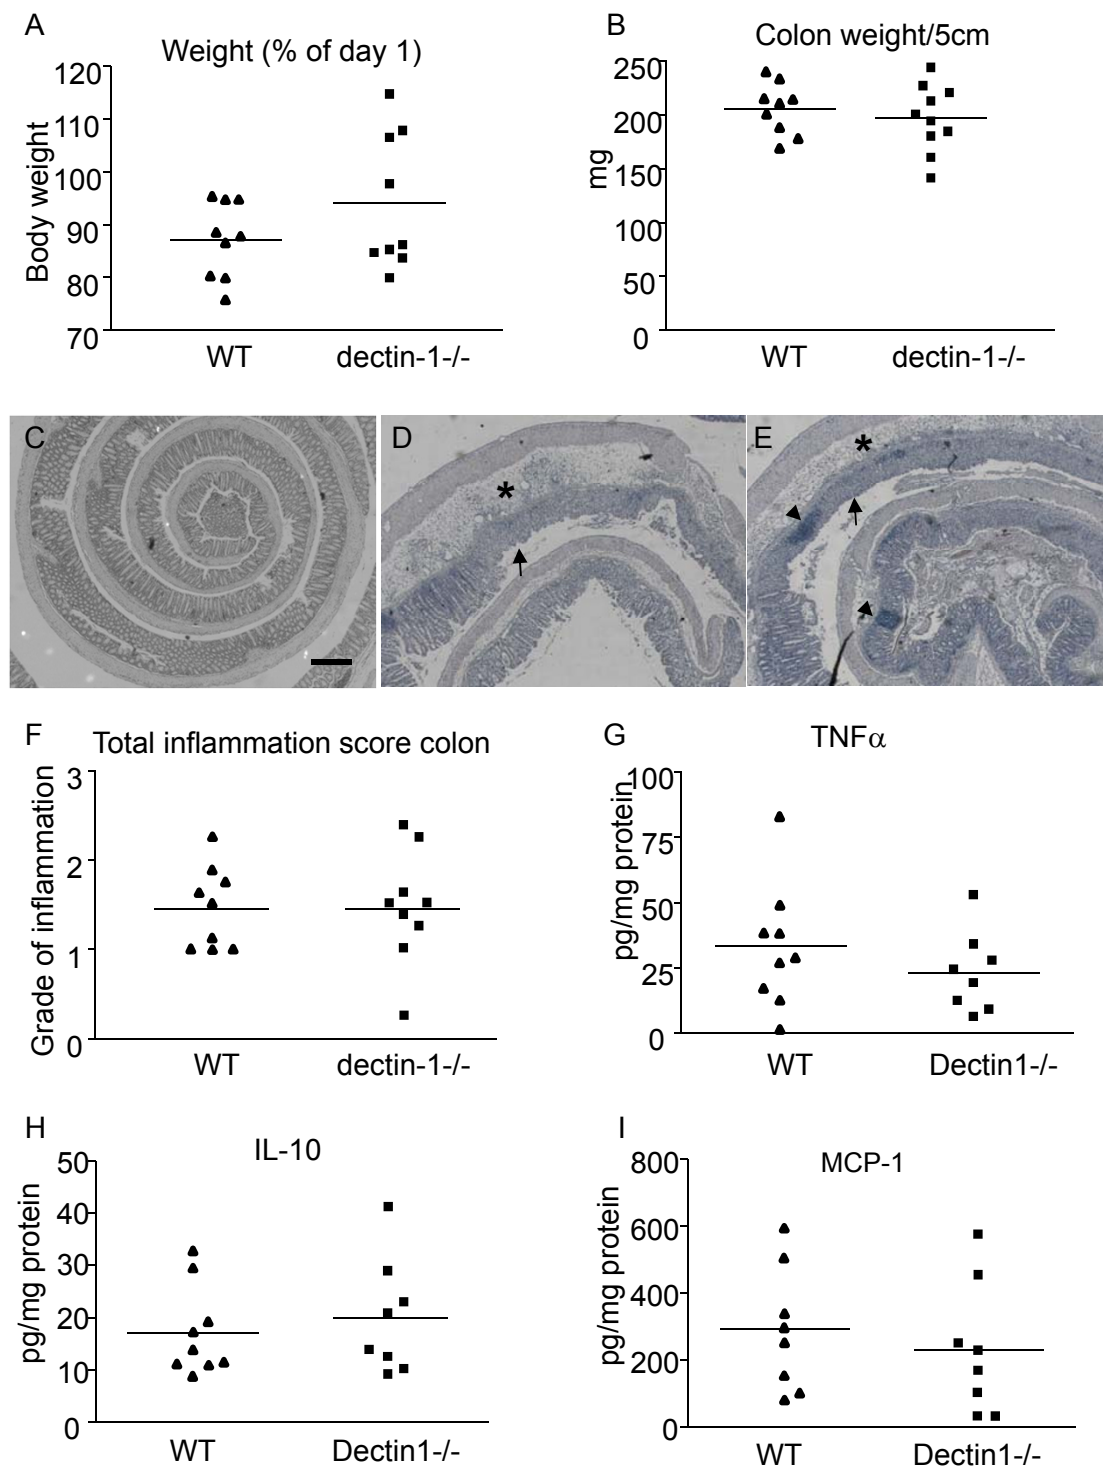 A
Weight (% of day 1)
Body weight
120
110
100
90
80
70
WT
dectin-1-/-
B
Colon weight/5cm
mg
250
200
150
100
50
0
WT
dectin-1-/-
C
D
*
E
*
F
Total inflammation score colon
Grade of inflammation
3
2
1
0
WT
dectin-1-/-
G
TNFα
pg/mg protein
100
75
50
25
0
WT
Dectin1-/-
H
IL-10
pg/mg protein
50
40
30
20
10
0
WT
Dectin1-/-
I
MCP-1
pg/mg protein
800
600
400
200
0
WT
Dectin1-/-